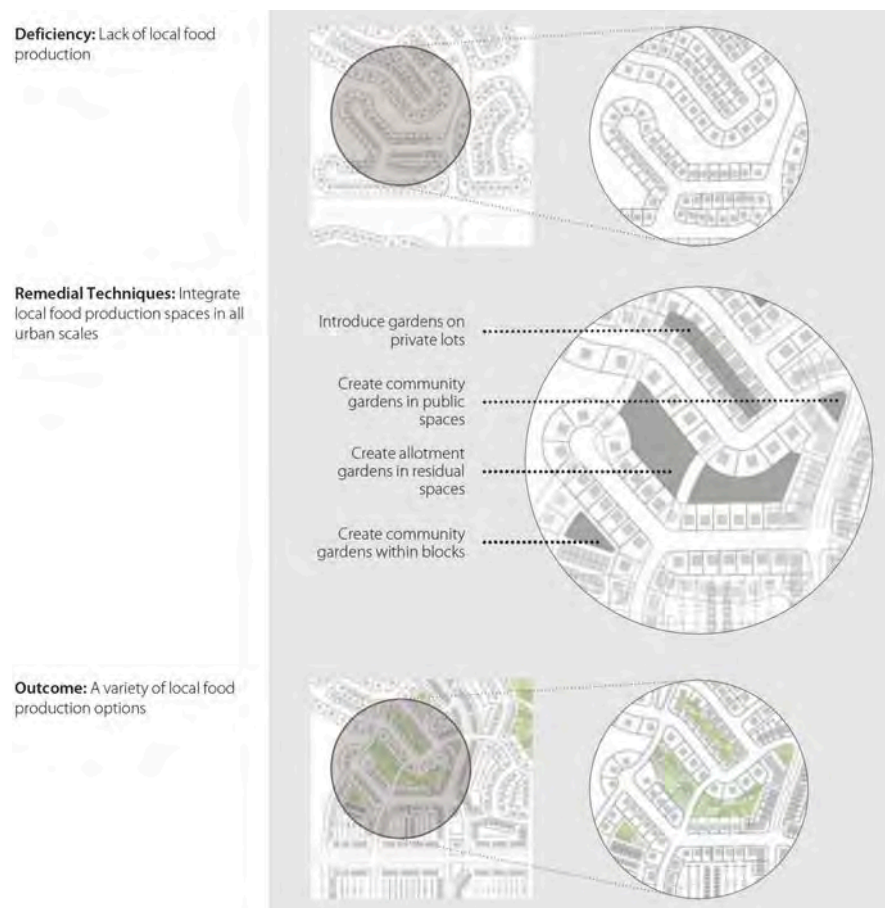 Deficiency: Lack of local food
production
Remedial Techniques: Integrate
local food production spaces in all
urban scales
Introduce gardens on
private lots
Create community
gardens in public
spaces
Create allotment
gardens in residual
spaces
Create community
gardens within blocks
Outcome: A variety of local food
production options